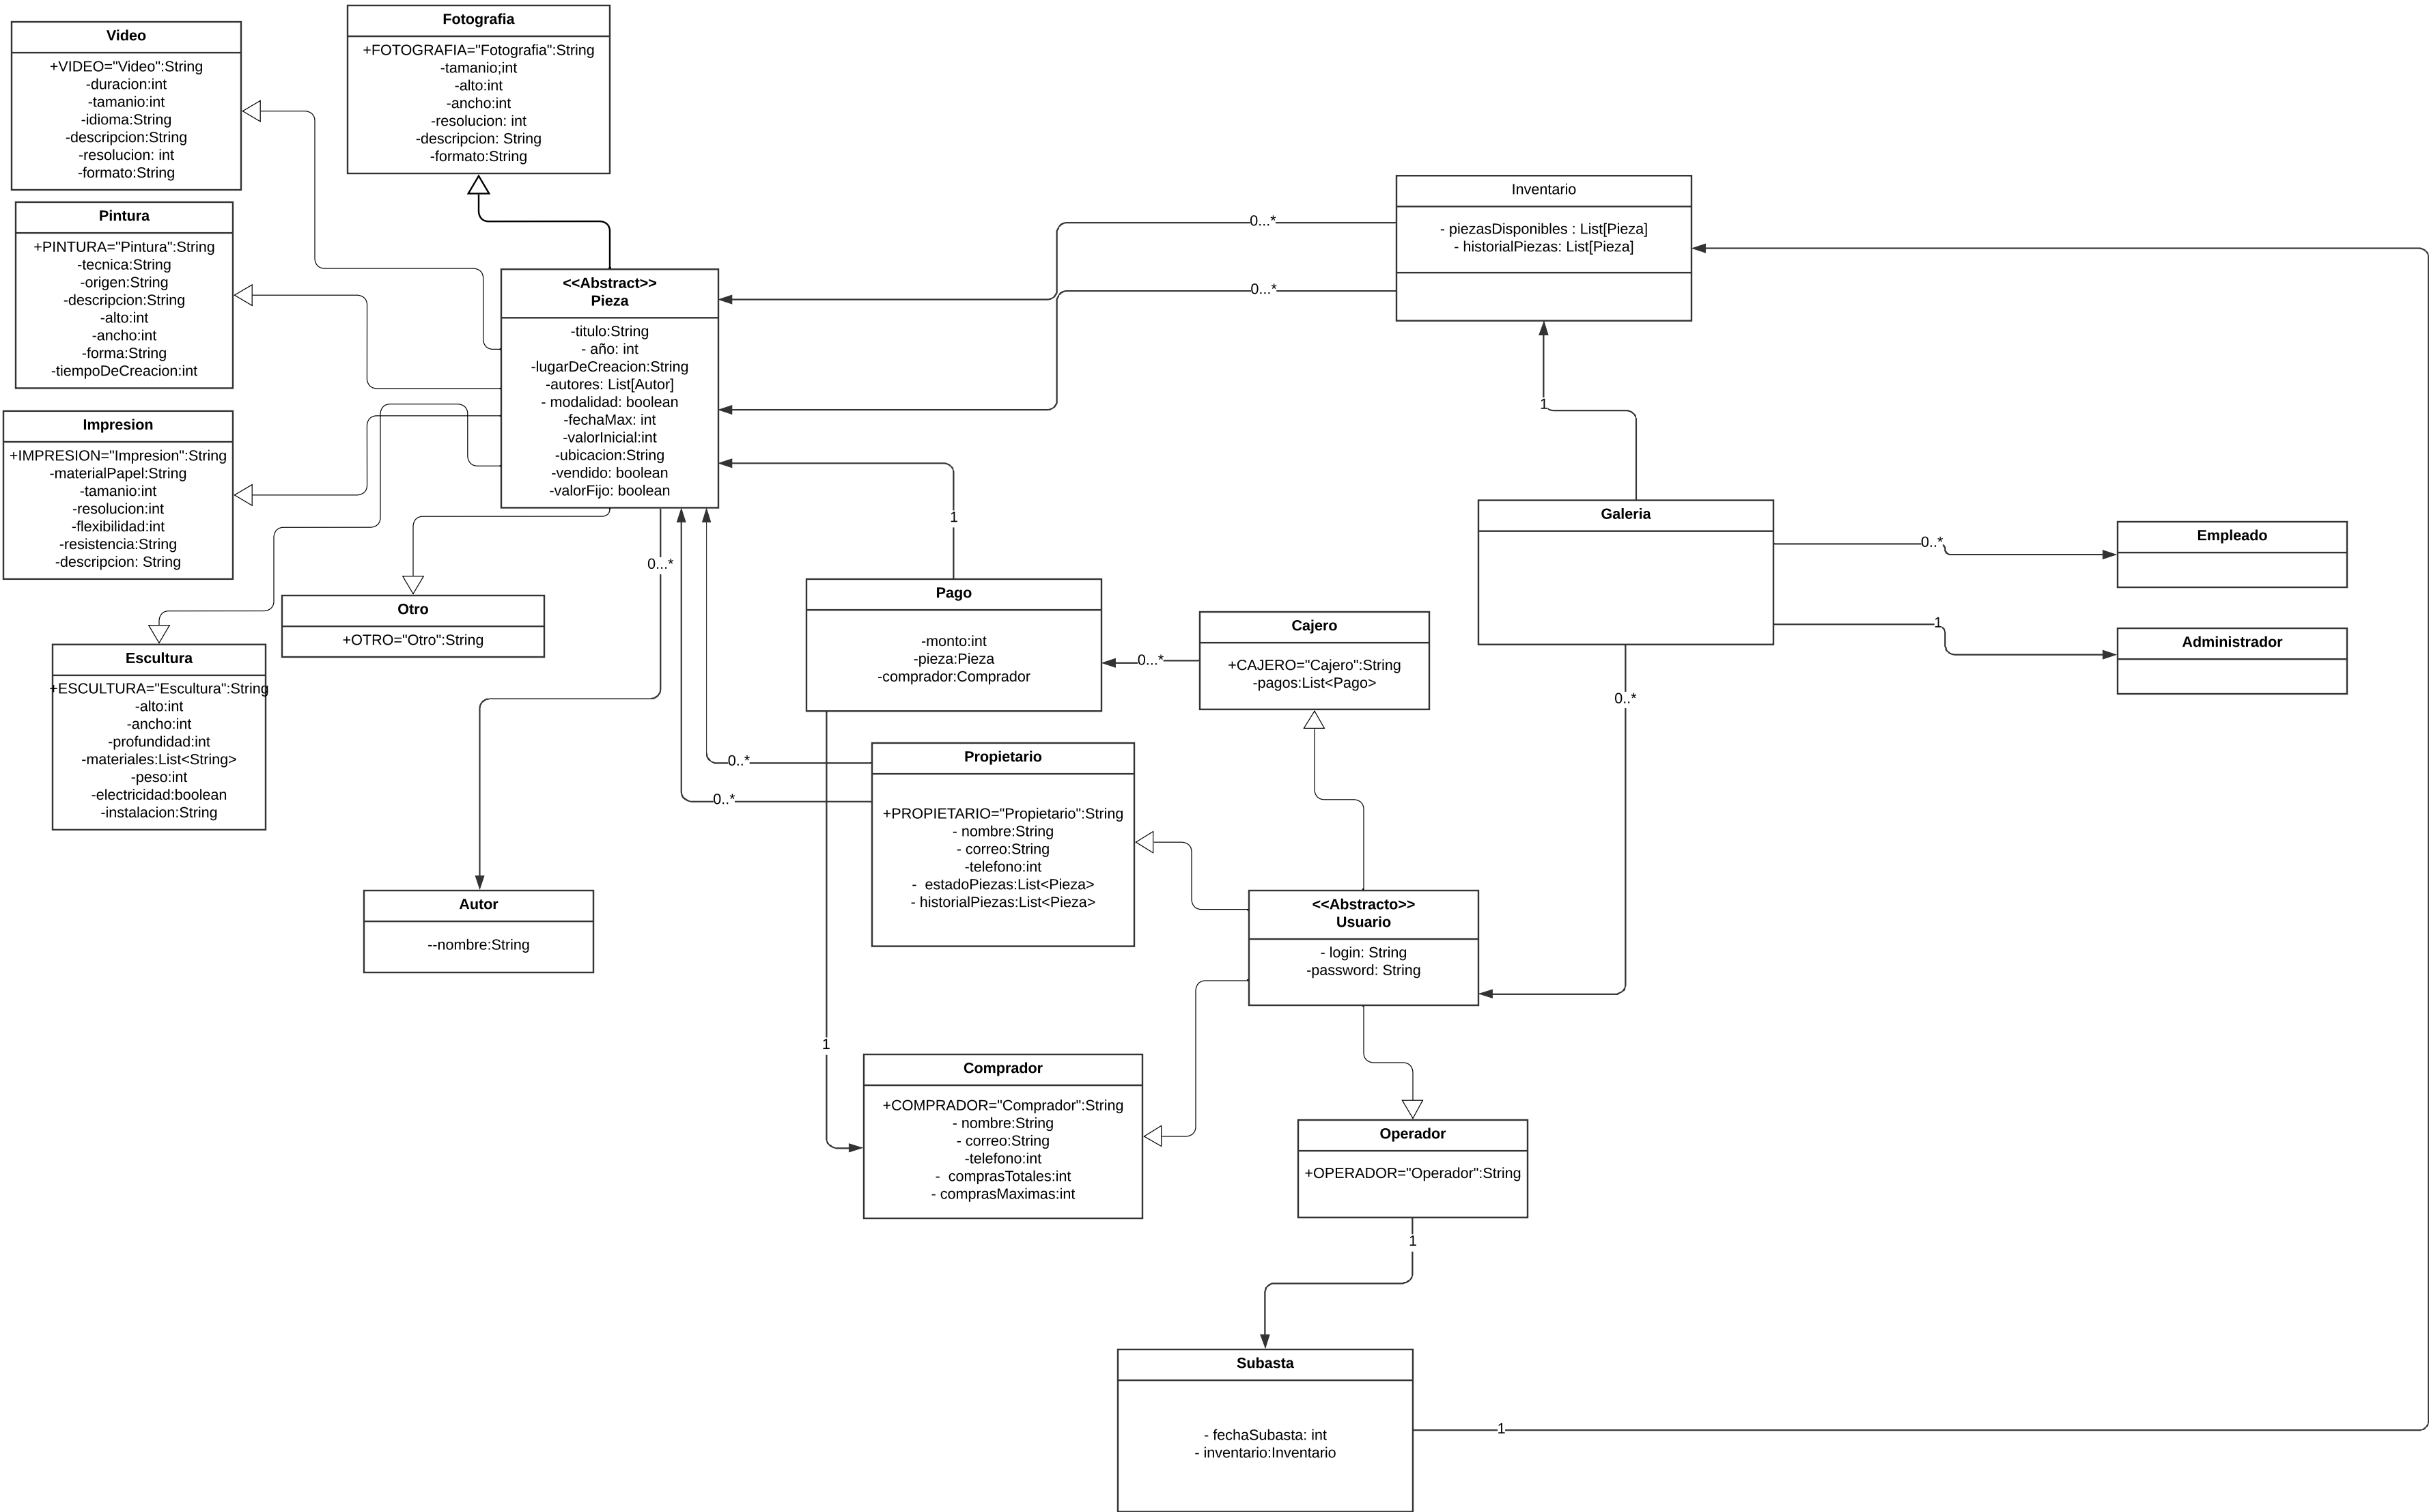 Video
+VIDEO="Video":String
-duracion:int
-tamanio:int
-idioma:String
-descripcion:String
-resolucion: int
-formato:String
Fotografia
+FOTOGRAFIA="Fotografia":String
-tamanio;int
-alto:int
-ancho:int
-resolucion: int
-descripcion: String
-formato:String
Pintura
+PINTURA="Pintura":String
-tecnica:String
-origen:String
-descripcion:String
-alto:int
-ancho:int
-forma:String
-tiempoDeCreacion:int
Impresion
+IMPRESION="Impresion":String
-materialPapel:String
-tamanio:int
-resolucion:int
-flexibilidad:int
-resistencia:String
-descripcion: String
Escultura
+ESCULTURA="Escultura":String
-alto:int
-ancho:int
-profundidad:int
-materiales:List<String>
-peso:int
-electricidad:boolean
-instalacion:String
Otro
+OTRO="Otro":String
<<Abstract>>
Pieza
-titulo:String
- año: int
-lugarDeCreacion:String
-autores: List[Autor]
- modalidad: boolean
-fechaMax: int
-valorInicial:int
-ubicacion:String
-vendido: boolean
-valorFijo: boolean
0...*
Autor
--nombre:String
0...*
0...*
Inventario
- piezasDisponibles : List[Pieza]
- historialPiezas: List[Pieza]
1
Galeria
0..*
Empleado
1
Administrador
0..*
1
Pago
-monto:int
-pieza:Pieza
-comprador:Comprador
0...*
Cajero
+CAJERO="Cajero":String
-pagos:List<Pago>
0..*
0..*
Propietario
+PROPIETARIO="Propietario":String
- nombre:String
- correo:String
-telefono:int
-  estadoPiezas:List<Pieza>
- historialPiezas:List<Pieza>
<<Abstracto>>
Usuario
- login: String
-password: String
1
Comprador
+COMPRADOR="Comprador":String
- nombre:String
- correo:String
-telefono:int
-  comprasTotales:int
- comprasMaximas:int
Operador
+OPERADOR="Operador":String
1
Subasta
- fechaSubasta: int
- inventario:Inventario
1